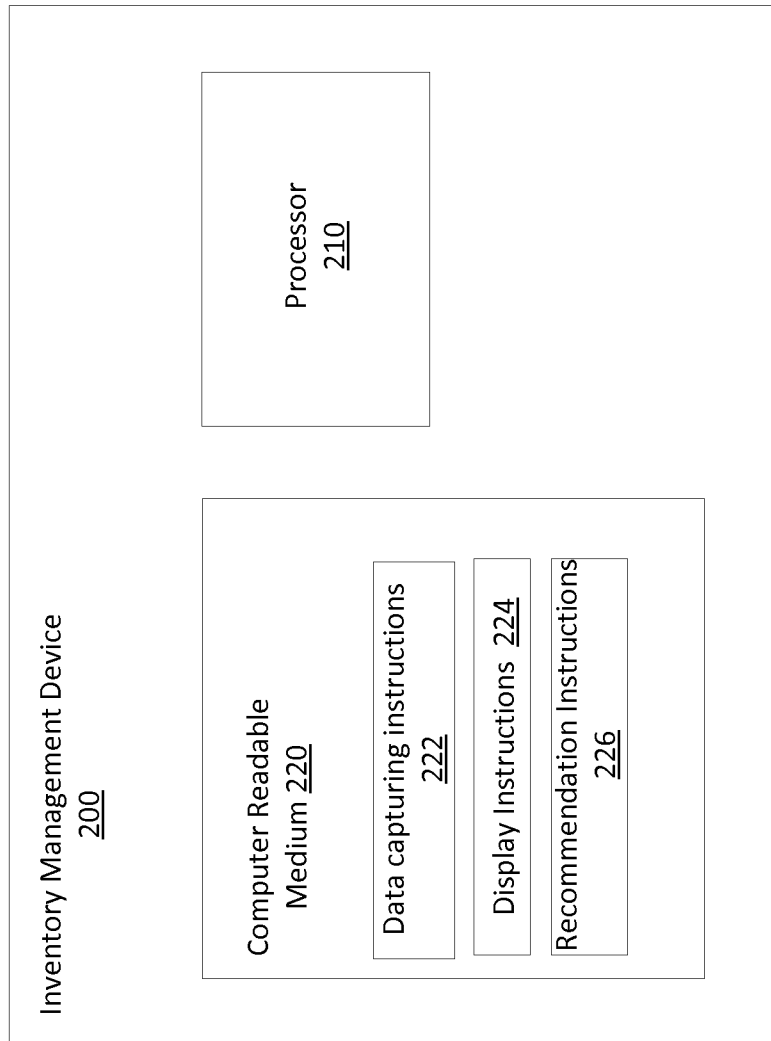 Inventory Management Device
200
Computer Readable
Medium 220
Data capturing instructions
222
Display Instructions 224
Recommendation Instructions
226
Processor
210